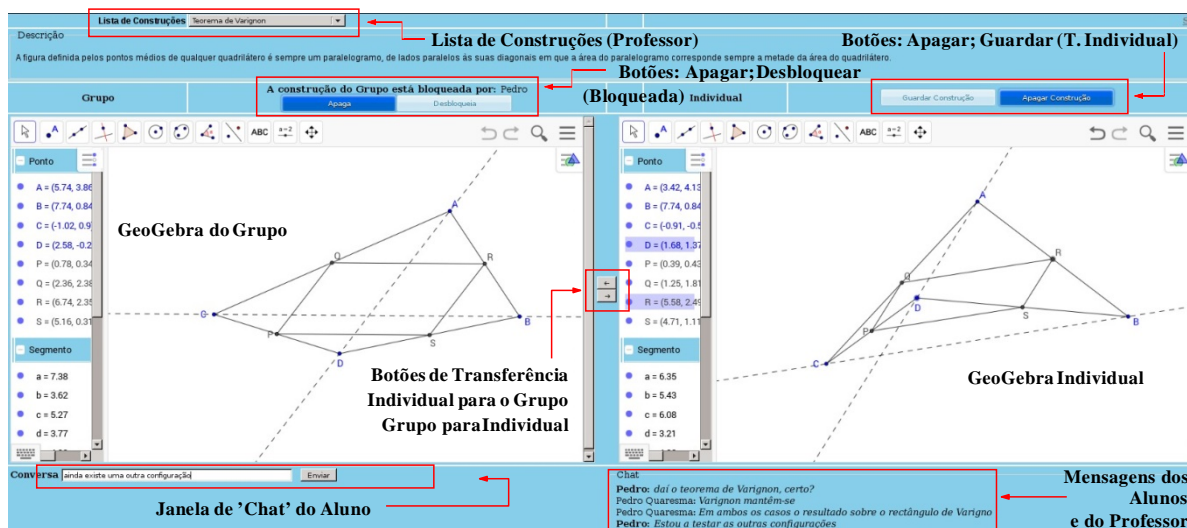 Lista de Construções Teorema de Varignon
Descrição
Lista de Construções (Professor)
Botões: Apagar; Guardar (T. Individual)
A figura definida pelos pontos médios de qualquer quadrilátero é sempre um paralelogramo, de lados paralelos às suas diagonais em que a área do paralelogramo corresponde sempre a metade da área do quadrilátero.
Botões: Apagar; Desbloquear
(Bloqueada)
Grupo
A construção do Grupo está bloqueada por: Pedro
Apaga
Desbloqueia
Individual
Guardar Construção
Apagar Construção
ABC
a=2
ABC
a=2
Ponto
A = (5.74, 3.86
B = (7.74, 0.84
C = (-1.02, 0.9
D = (2.58, -0.2
P = (0.78, 0.34
Q = (2.36, 2.38
R = (6.74, 2.35
S = (5.16, 0.31
Segmento
a = 7.38
b = 3.62
c = 5.27
d = 3.77
GeoGebra do Grupo
A
Q
R
C
B
P
S
D
Botões de Transferência
Individual para o Grupo
Grupo para Individual
Ponto
A = (3.42, 4.13
B = (7.74, 0.84
C = (-0.91, -0.5
D = (1.68, 1.37
P = (0.39, 0.43
Q = (1.25, 1.81
R = (5.58, 2.49
S = (4.71, 1.11
Segmento
a = 6.35
b = 5.43
c = 6.08
d = 3.21
A
R
Q
D
S
B
P
C
GeoGebra Individual
Conversa ainda existe uma outra configuração Enviar
Janela de 'Chat' do Aluno
Chat
Pedro: daí o teorema de Varignon, certo?
Pedro Quaresma: Varignon mantêm-se
Pedro Quaresma: Em ambos os casos o resultado sobre o rectângulo de Varigno
Pedro: Estou a testar as outras configurações
Mensagens dos
Alunos
e do Professor